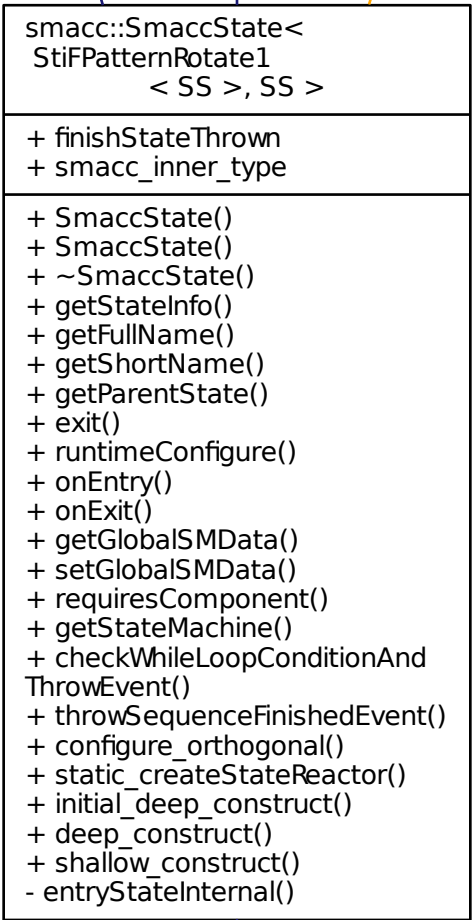 smacc::SmaccState<
StiFPatternRotate1
< SS >, SS >
+ finishStateThrown
+ smacc_inner_type
+ SmaccState()
+ SmaccState()
+ ~SmaccState()
+ getStateInfo()
+ getFullName()
+ getShortName()
+ getParentState()
+ exit()
+ runtimeConfigure()
+ onEntry()
+ onExit()
+ getGlobalSMData()
+ setGlobalSMData()
+ requiresComponent()
+ getStateMachine()
+ checkWhileLoopConditionAnd
ThrowEvent()
+ throwSequenceFinishedEvent()
+ configure_orthogonal()
+ static_createStateReactor()
+ initial_deep_construct()
+ deep_construct()
+ shallow_construct()
- entryStateInternal()